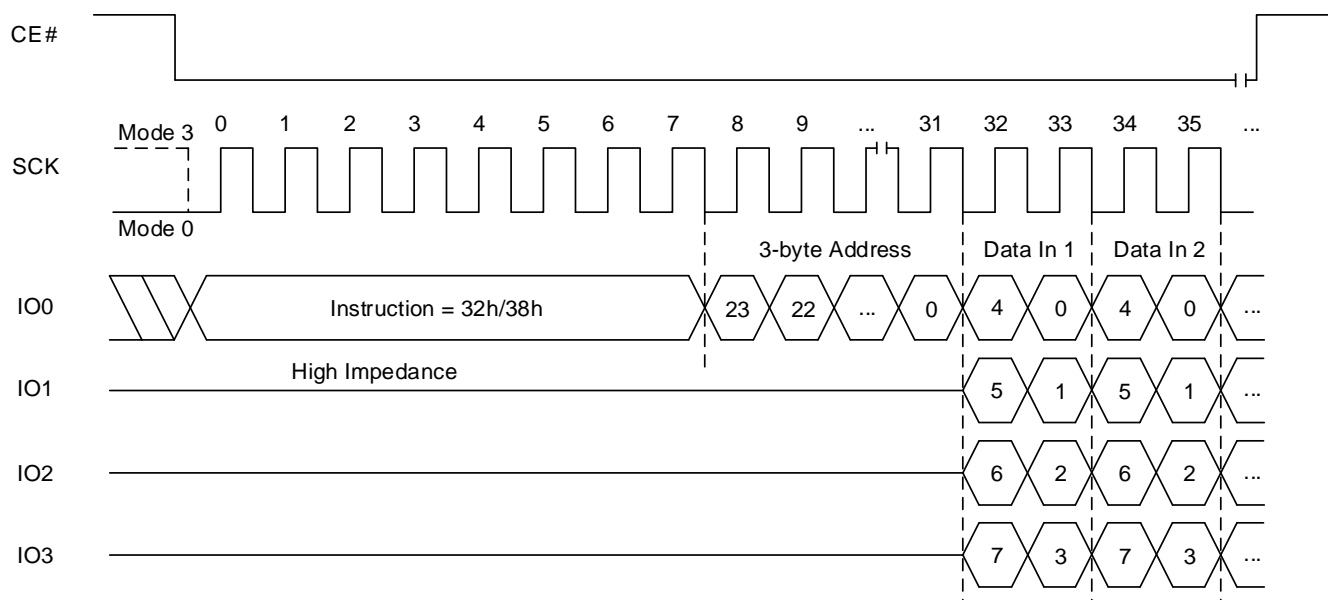 CE#
0 1 2 3 4 5 6 7 8 9 ... 31 32 33 34 35 ...
Mode 3
SCK
Mode 0
3-byte Address Data In 1 Data In 2
IO0 Instruction = 32h/38h 23 22 ... 0 4 0 4 0 ...
High Impedance
IO1 5 1 5 1 ...
IO2 6 2 6 2 ...
IO3 7 3 7 3 ...